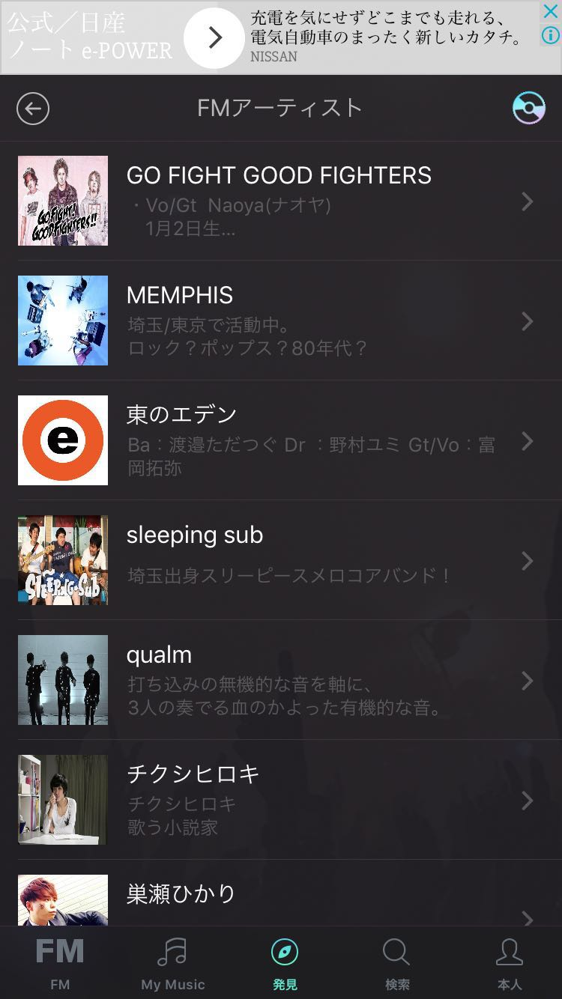 公式／日産
ノート e-POWER
充電を気にせずどこまでも走れる、
電気自動車のまったく新しいカタチ。
NISSAN
FMアーティスト
GO FIGHT!
GOOD FIGHTERS!!
GO FIGHT GOOD FIGHTERS
・Vo/Gt Naoya(ナオヤ)
1月2日生...
MEMPHIS
埼玉/東京で活動中。
ロック？ポップス？80年代？
e
東のエデン
Ba：渡邉ただつぐ Dr ：野村ユミ Gt/Vo：富
岡拓弥
SLEEPING Sub
sleeping sub
埼玉出身スリーピースメロコアバンド！
qualm
打ち込みの無機的な音を軸に、
3人の奏でる血のかよった有機的な音。
チクシヒロキ
チクシヒロキ
歌う小説家
巣瀬ひかり
FM
FM
My Music
発見
検索
本人